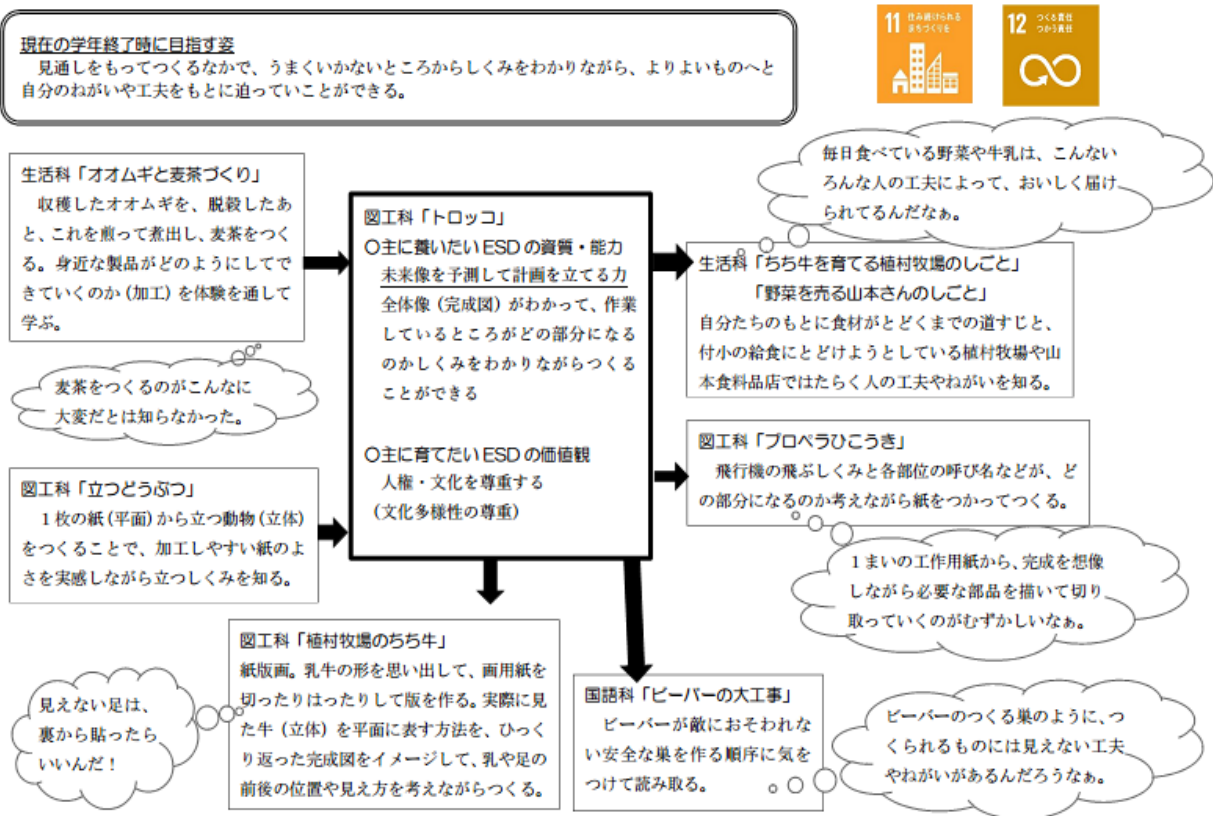 現在の学年終了時に目指す姿
見通しをもってつくるなかで、うまくいかないところからしくみをわかりながら、よりよいものへと
自分のねがいや工夫をもとに迫っていことができる。
11 住み続けられる
まちづくりを
12 つくる責任
つかう責任
毎日食べている野菜や牛乳は、こんない
ろんな人の工夫によって、おいしく届け
られてるんだなぁ。
生活科「オオムギと麦茶づくり」
収穫したオオムギを、脱穀したあ
と、これを煎って煮出し、麦茶をつく
る。身近な製品がどのようにしてで
きていくのか(加工)を体験を通して
学ぶ。
麦茶をつくるのがこんなに
大変だとは知らなかった。
図工科「立つどうぶつ」
1枚の紙(平面)から立つ動物(立体)
をつくることで、加工しやすい紙のよ
さを実感しながら立つしくみを知る。
図工科「トロッコ」
〇主に養いたいESDの資質・能力
未来像を予測して計画を立てる力
全体像(完成図)がわかって、作業
しているところがどの部分になる
のかしくみをわかりながらつくる
ことができる
〇主に育てたいESDの価値観
人権・文化を尊重する
(文化多様性の尊重)
生活科「ちち牛を育てる植村牧場のしごと」
「野菜を売る山本さんのしごと」
自分たちのもとに食材がとどくまでの道すじと、
付小の給食にとどけようとしている植村牧場や山
本食料品店ではたらく人の工夫やねがいを知る。
図工科「プロペラひこうき」
飛行機の飛ぶしくみと各部位の呼び名などが、ど
の部分になるのか考えながら紙をつかってつくる。
1まいの工作用紙から、完成を想像
しながら必要な部品を描いて切り
取っていくのがむずかしいなぁ。
図工科「植村牧場のちち牛」
紙版画。乳牛の形を思い出して、画用紙を
切ったりはったりして版を作る。実際に見
た牛(立体)を平面に表す方法を、ひっく
り返った完成図をイメージして、乳や足の
前後の位置や見え方を考えながらつくる。
見えない足は、
裏から貼ったら
いいんだ!
国語科「ビーバーの大工事」
ビーバーが敵におそわれな
い安全な巣を作る順序に気を
つけて読み取る。
ビーバーのつくる巣のように、つ
くられるものには見えない工夫
やねがいがあるんだろうなぁ。